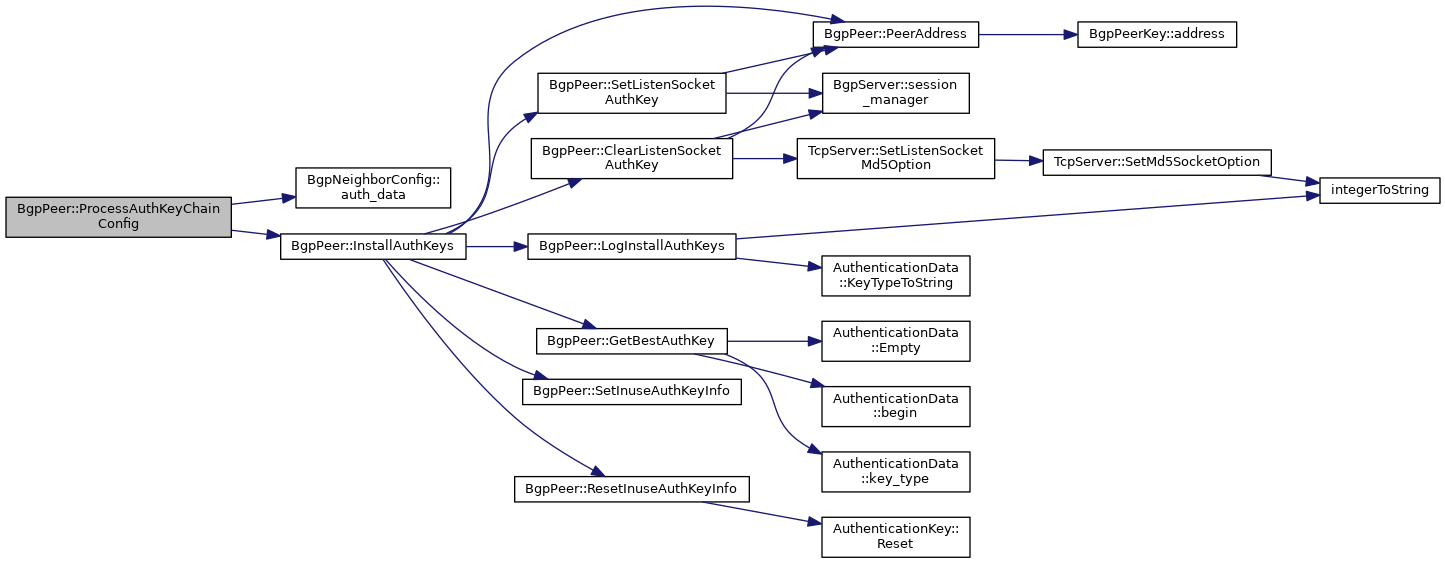 BgpPeer::ProcessAuthKeyChain
Config
BgpNeighborConfig::
auth_data
BgpPeer::InstallAuthKeys
BgpPeer::SetListenSocket
AuthKey
BgpPeer::ClearListenSocket
AuthKey
BgpPeer::LogInstallAuthKeys
BgpPeer::GetBestAuthKey
BgpPeer::SetInuseAuthKeyInfo
BgpPeer::ResetInuseAuthKeyInfo
BgpPeer::PeerAddress
BgpServer::session
_manager
TcpServer::SetListenSocket
Md5Option
AuthenticationData
::KeyTypeToString
AuthenticationData
::Empty
AuthenticationData
::begin
AuthenticationData
::key_type
AuthenticationKey::
Reset
BgpPeerKey::address
TcpServer::SetMd5SocketOption
integerToString